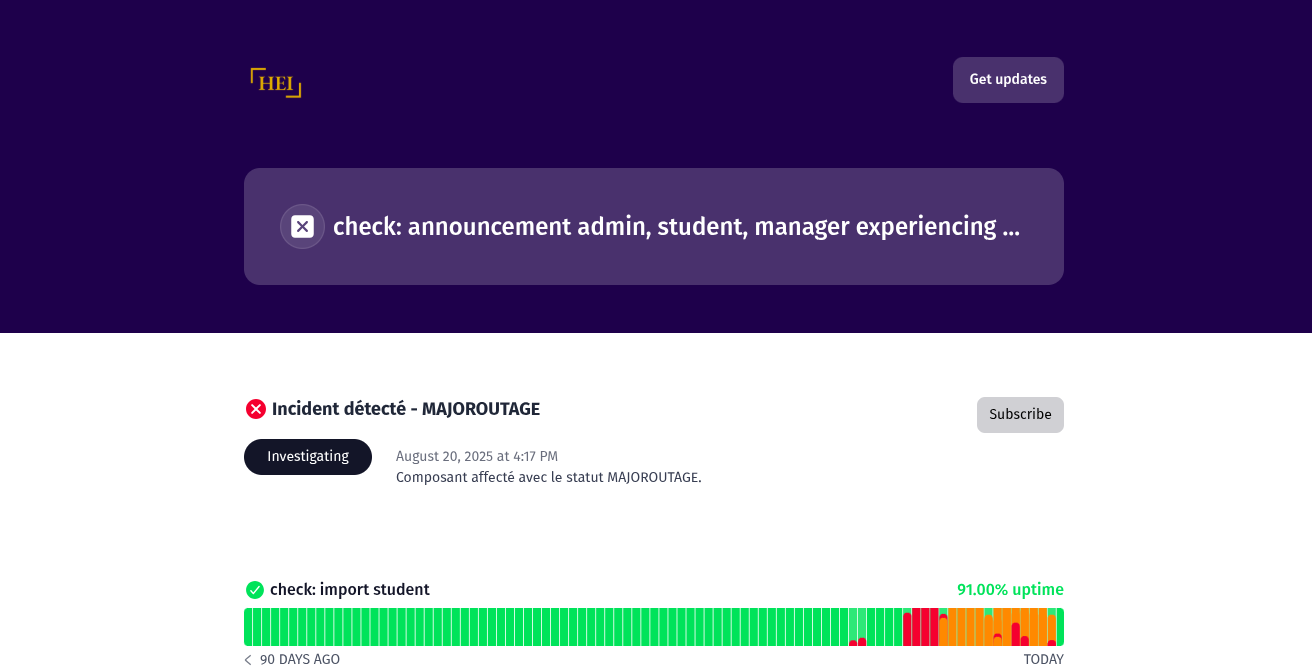 HEI
Get updates
check: announcement admin, student, manager experiencing ...
Incident détecté - MAJOROUTAGE
Subscribe
Investigating
August 20, 2025 at 4:17 PM
Composant affecté avec le statut MAJOROUTAGE.
check: import student
91.00% uptime
90 DAYS AGO
TODAY